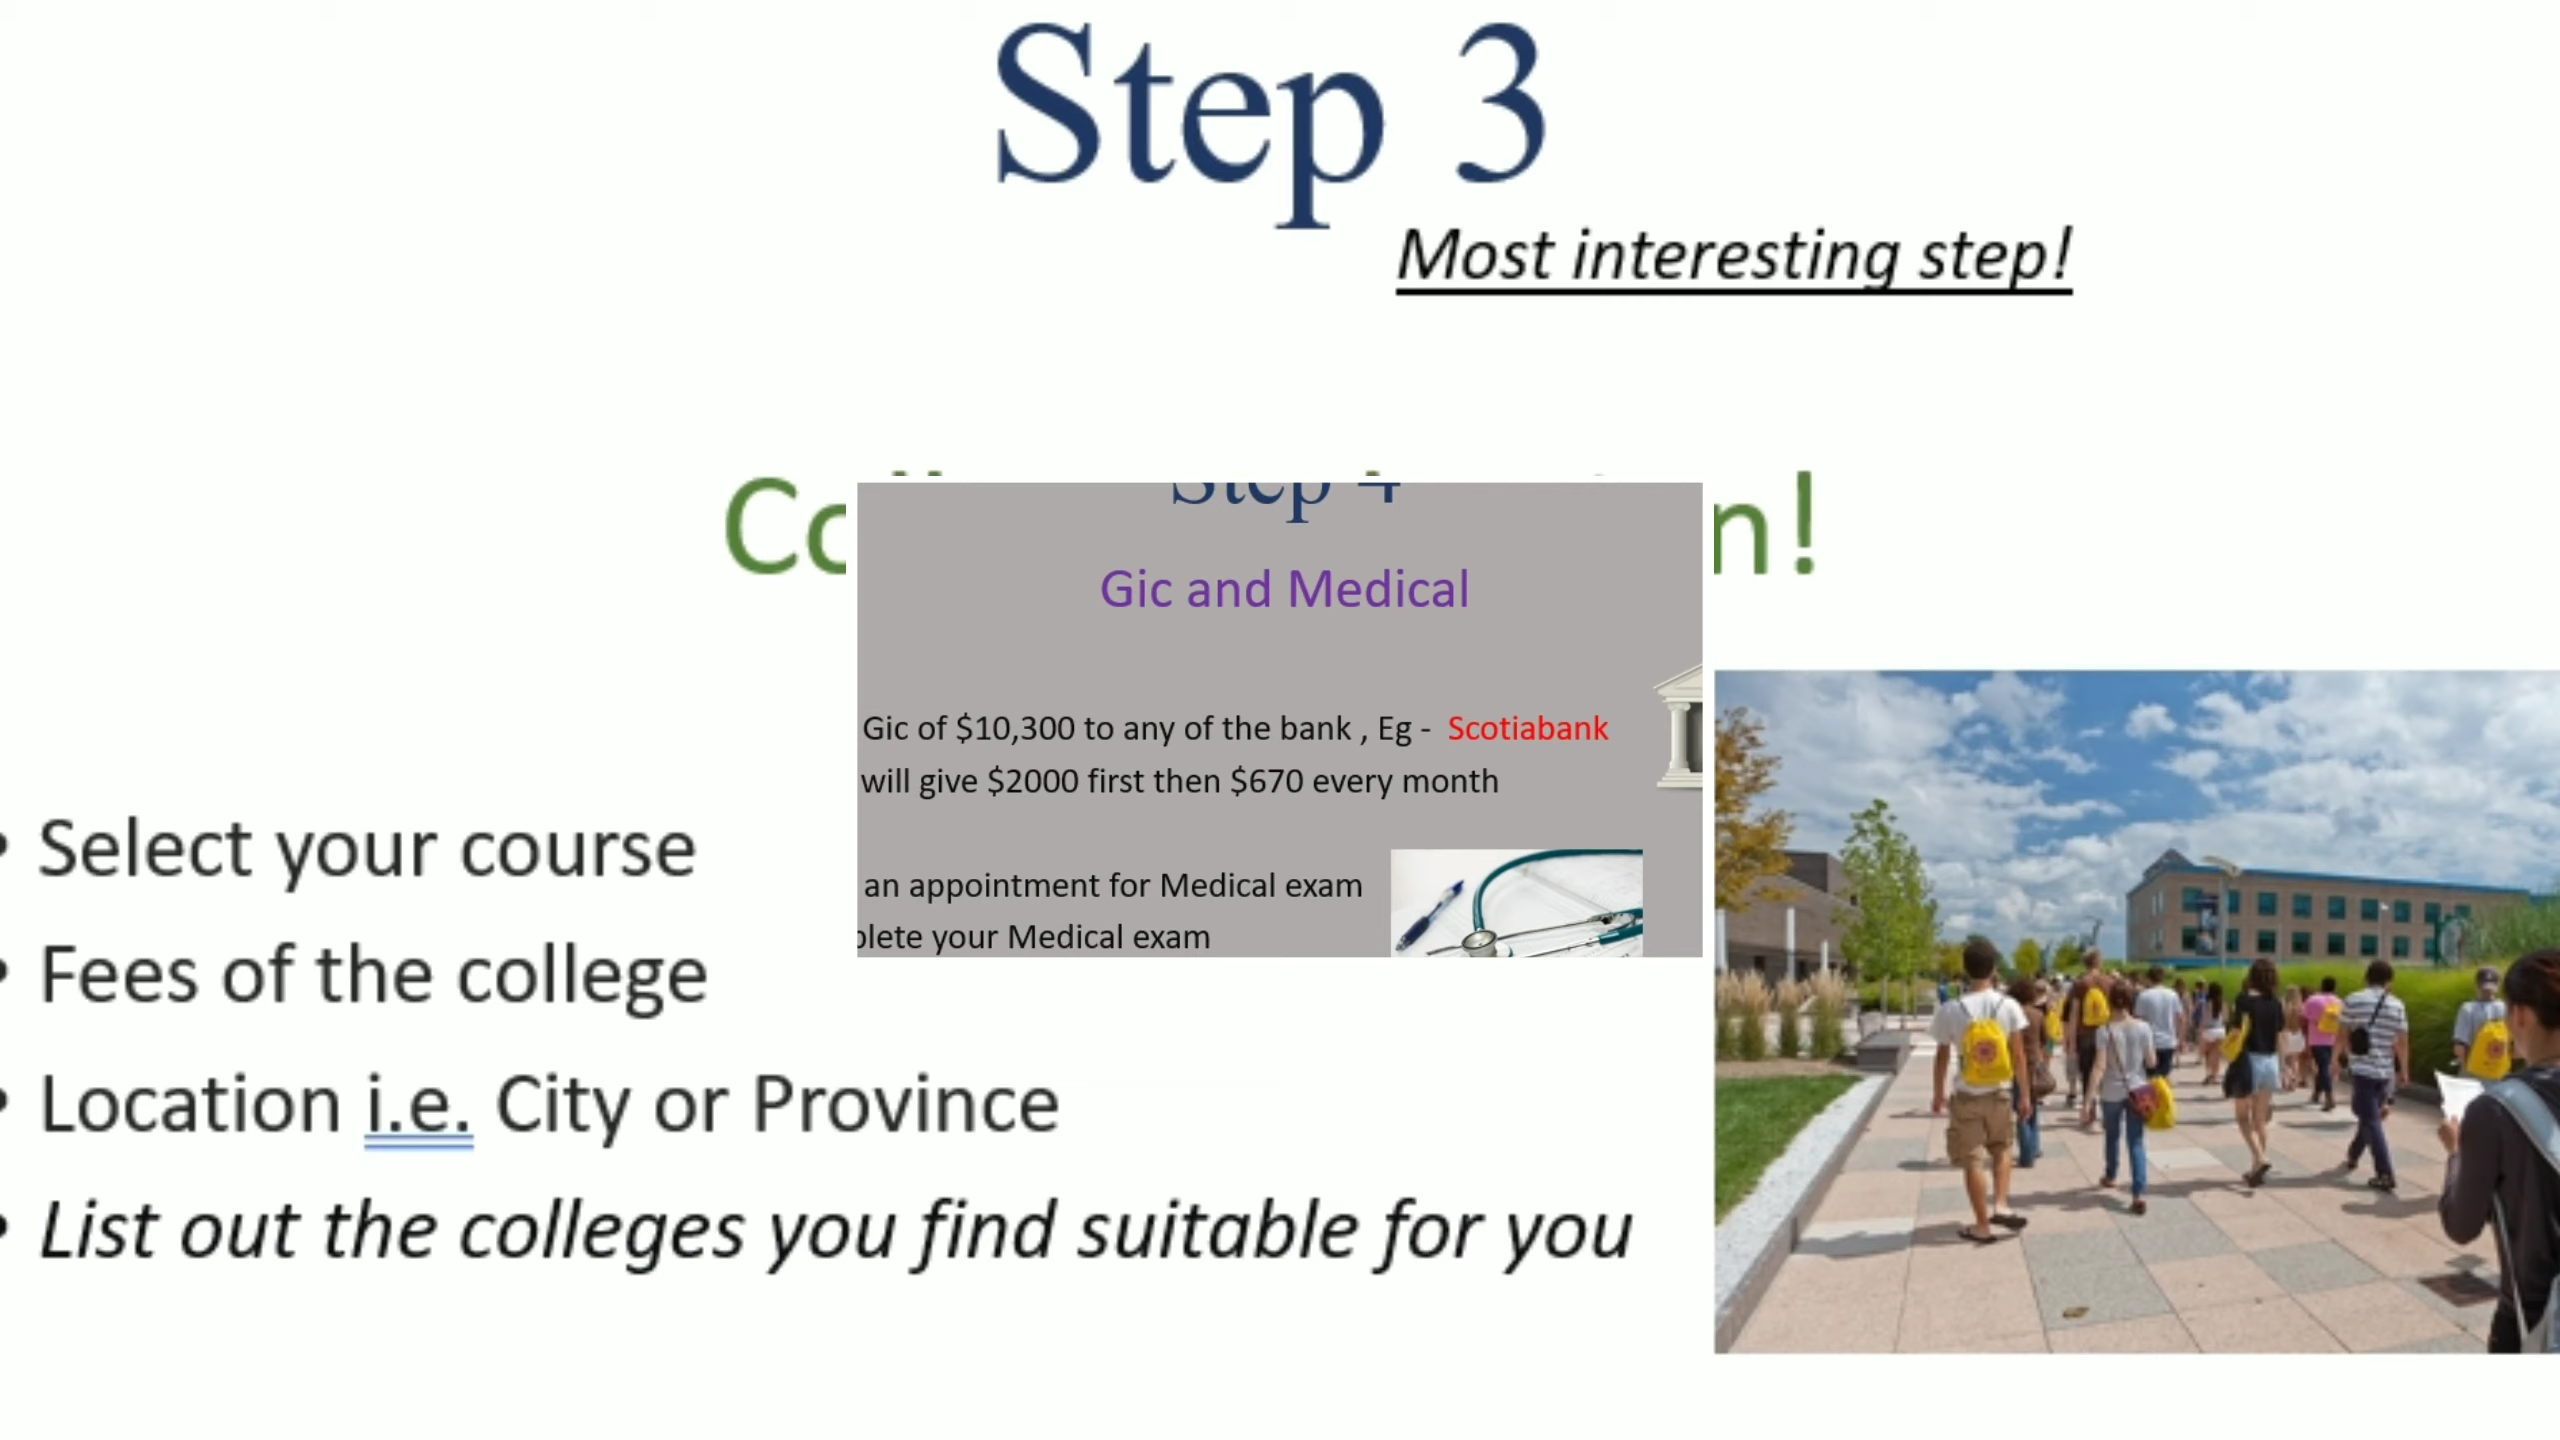 Step 3
Most interesting step!
Step 4
Gic and Medical
Gic of $10,300 to any of the bank , Eg - Scotiabank
will give $2000 first then $670 every month
an appointment for Medical exam
your Medical exam
• Select your course
• Fees of the college
• Location i.e. City or Province
• List out the colleges you find suitable for you